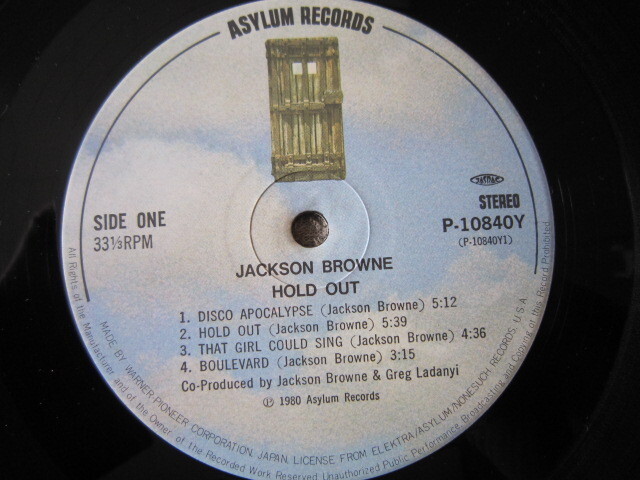 ASYLUM RECORDS
JASRAC
STEREO
SIDE ONE
33⅓RPM
P-10840Y
(P-10840Y1)
JACKSON BROWNE
HOLD OUT
1. DISCO APOCALYPSE (Jackson Browne) 5:12
2. HOLD OUT (Jackson Browne) 5:39
3. THAT GIRL COULD SING (Jackson Browne) 4:36
4. BOULEVARD (Jackson Browne) 3:15
Co-Produced by Jackson Browne & Greg Ladanyi
℗ 1980 Asylum Records
MADE BY WARNER-PIONEER CORPORATION, JAPAN. LICENSE FROM ELEKTRA/ASYLUM/NONESUCH RECORDS, U.S.A.
All Rights of the Manufacturer and of the Owner of the Recorded Work Reserved Unauthorized Public Performance, Broadcasting and Copying of this Record Prohibited